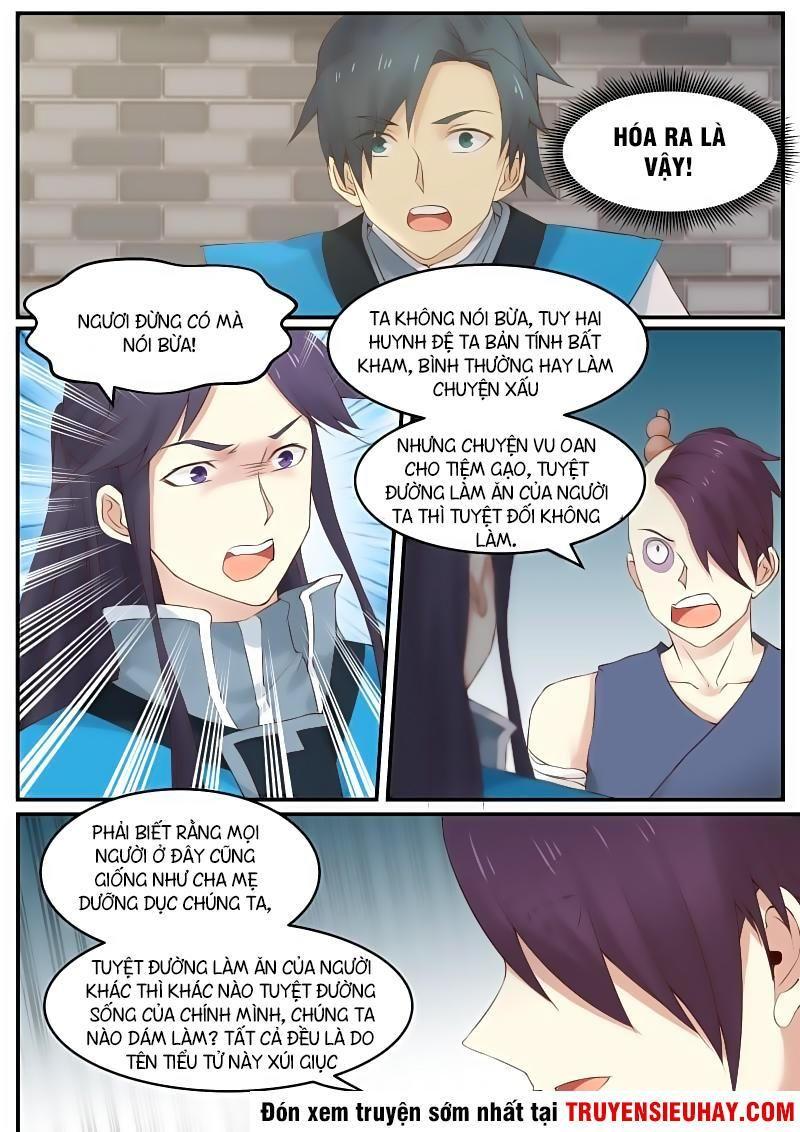 HÓA RA LÀ
VẬY!
NGƯƠI ĐỪNG CÓ MÀ
NÓI BỪA!
TA KHÔNG NÓI BỪA, TUY HAI
HUYNH ĐỆ TA BẢN TÍNH BẤT
KHAM, BÌNH THƯỜNG HAY LÀM
CHUYỆN XẤU
NHƯNG CHUYỆN VU OAN
CHO TIỆM GẠO, TUYỆT
ĐƯỜNG LÀM ĂN CỦA NGƯỜI
TA THÌ TUYỆT ĐỐI KHÔNG
LÀM.
PHẢI BIẾT RẰNG MỌI
NGƯỜI Ở ĐÂY CŨNG
GIỐNG NHƯ CHA MẸ
DƯỠNG DỤC CHÚNG TA,
TUYỆT ĐƯỜNG LÀM ĂN CỦA NGƯỜI
KHÁC THÌ KHÁC NÀO TUYỆT ĐƯỜNG
SỐNG CỦA CHÍNH MÌNH, CHÚNG TA
NÀO DÁM LÀM? TẤT CẢ ĐỀU LÀ DO
TÊN TIỂU TỬ NÀY XÚI GIỤC
Đón xem truyện sớm nhất tại TRUYENSIEUHAY.COM